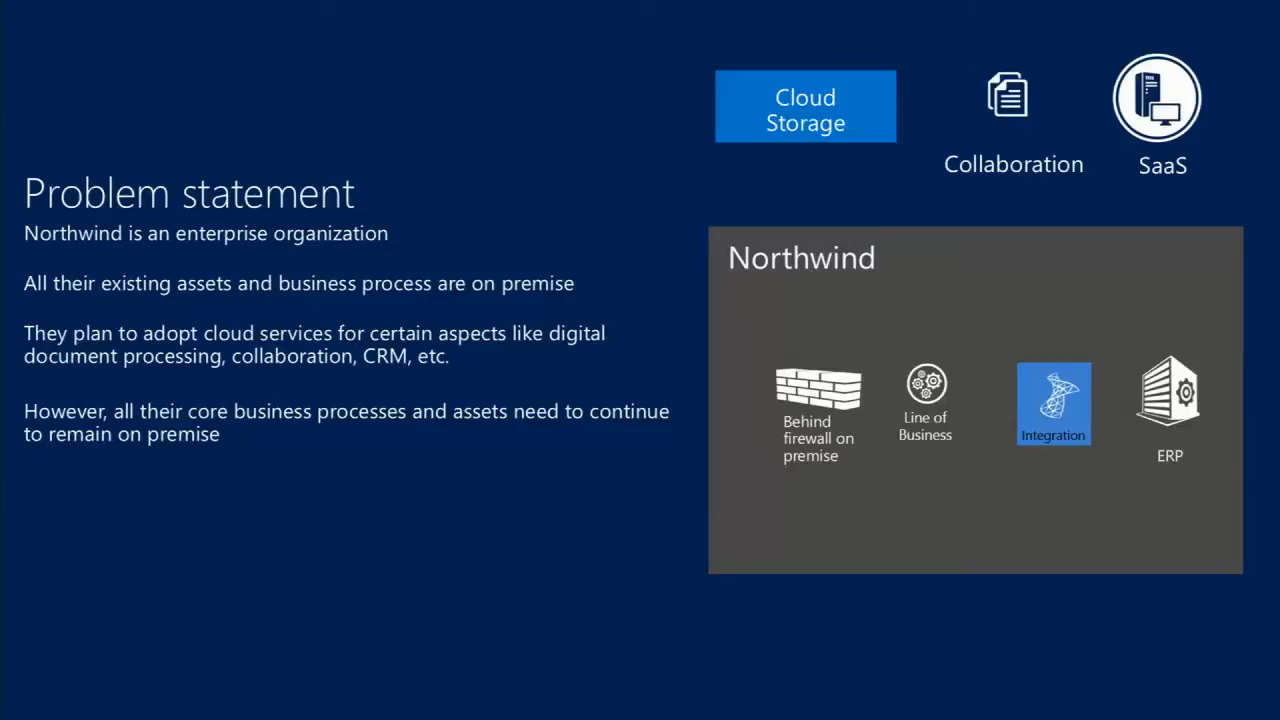 Cloud
Storage
Collaboration
SaaS
Problem statement
Northwind is an enterprise organization
All their existing assets and business process are on premise
They plan to adopt cloud services for certain aspects like digital
document processing, collaboration, CRM, etc.
However, all their core business processes and assets need to continue
to remain on premise
Northwind
Behind
firewall on
premise
Line of
Business
Integration
ERP